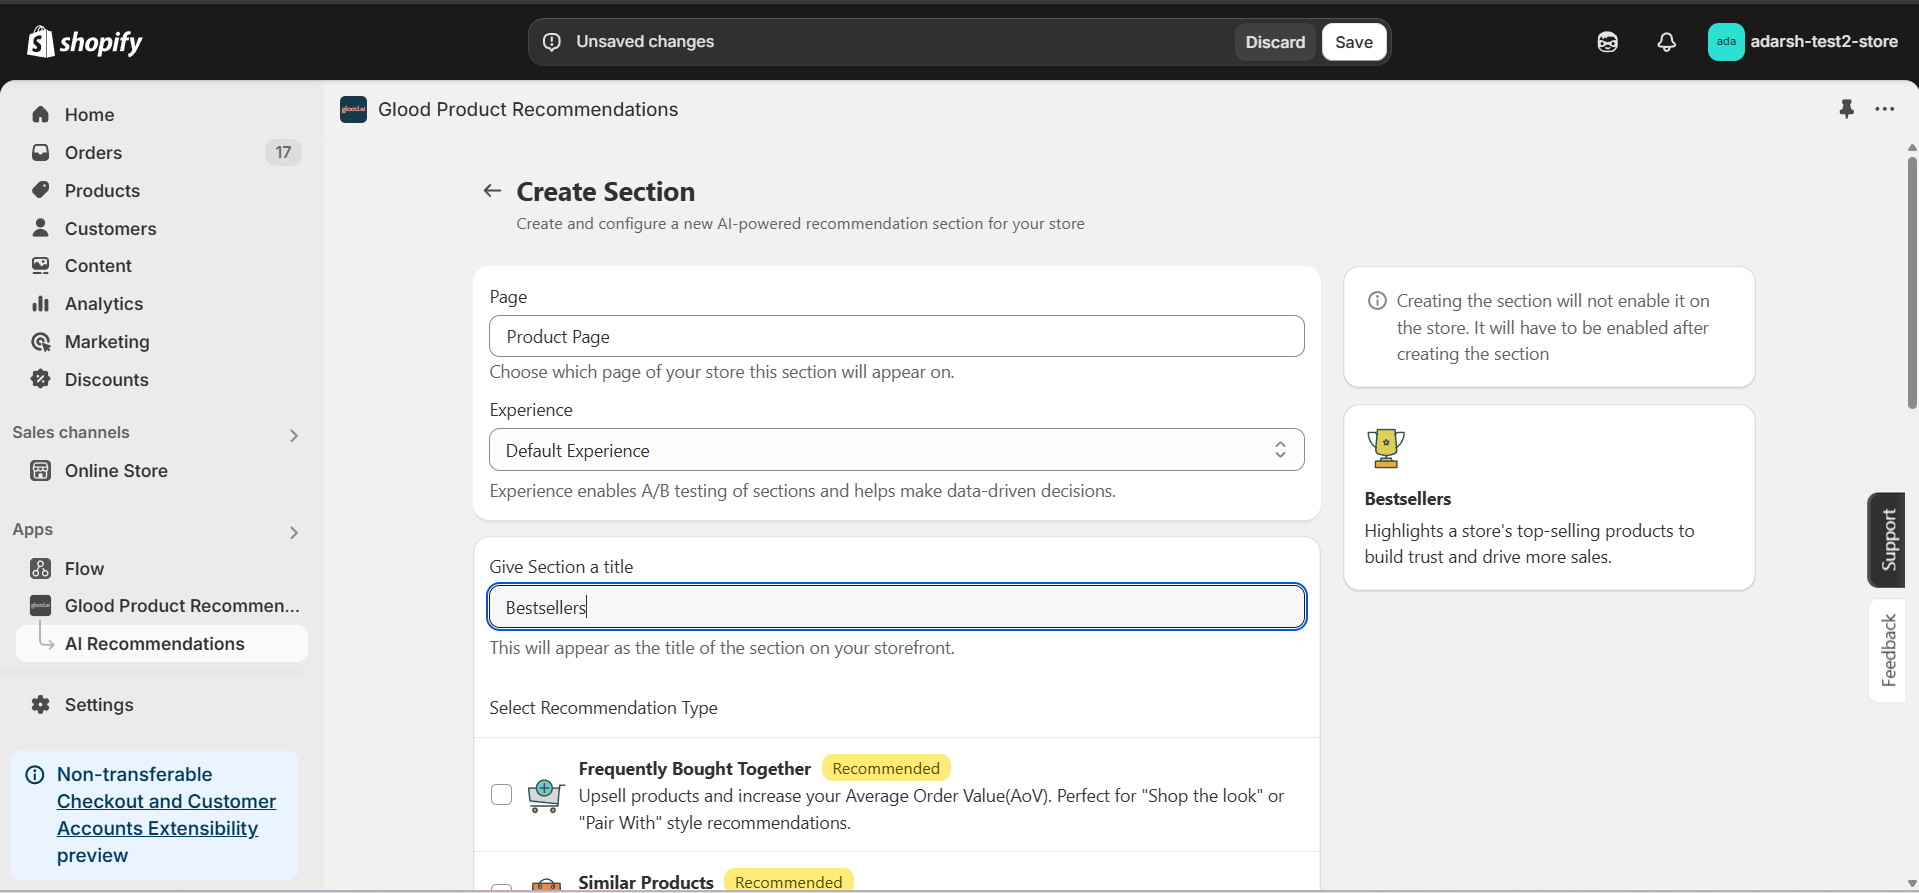 shopify
Unsaved changes
Discard
Save
ada
adarsh-test2-store
Home
Orders
17
Products
Customers
Content
Analytics
Marketing
Discounts
Sales channels
Online Store
Apps
Flow
glood.ai
Glood Product Recommen...
AI Recommendations
Settings
Non-transferable
Checkout and Customer
Accounts Extensibility
preview
glood.ai
Glood Product Recommendations
Create Section
Create and configure a new AI-powered recommendation section for your store
Page
Product Page
Choose which page of your store this section will appear on.
Experience
Default Experience
Experience enables A/B testing of sections and helps make data-driven decisions.
Give Section a title
Bestsellers
This will appear as the title of the section on your storefront.
Select Recommendation Type
Frequently Bought Together
Recommended
Upsell products and increase your Average Order Value(AoV). Perfect for "Shop the look" or
"Pair With" style recommendations.
Similar Products
Recommended
Creating the section will not enable it on
the store. It will have to be enabled after
creating the section
Bestsellers
Highlights a store's top-selling products to
build trust and drive more sales.
Support
Feedback